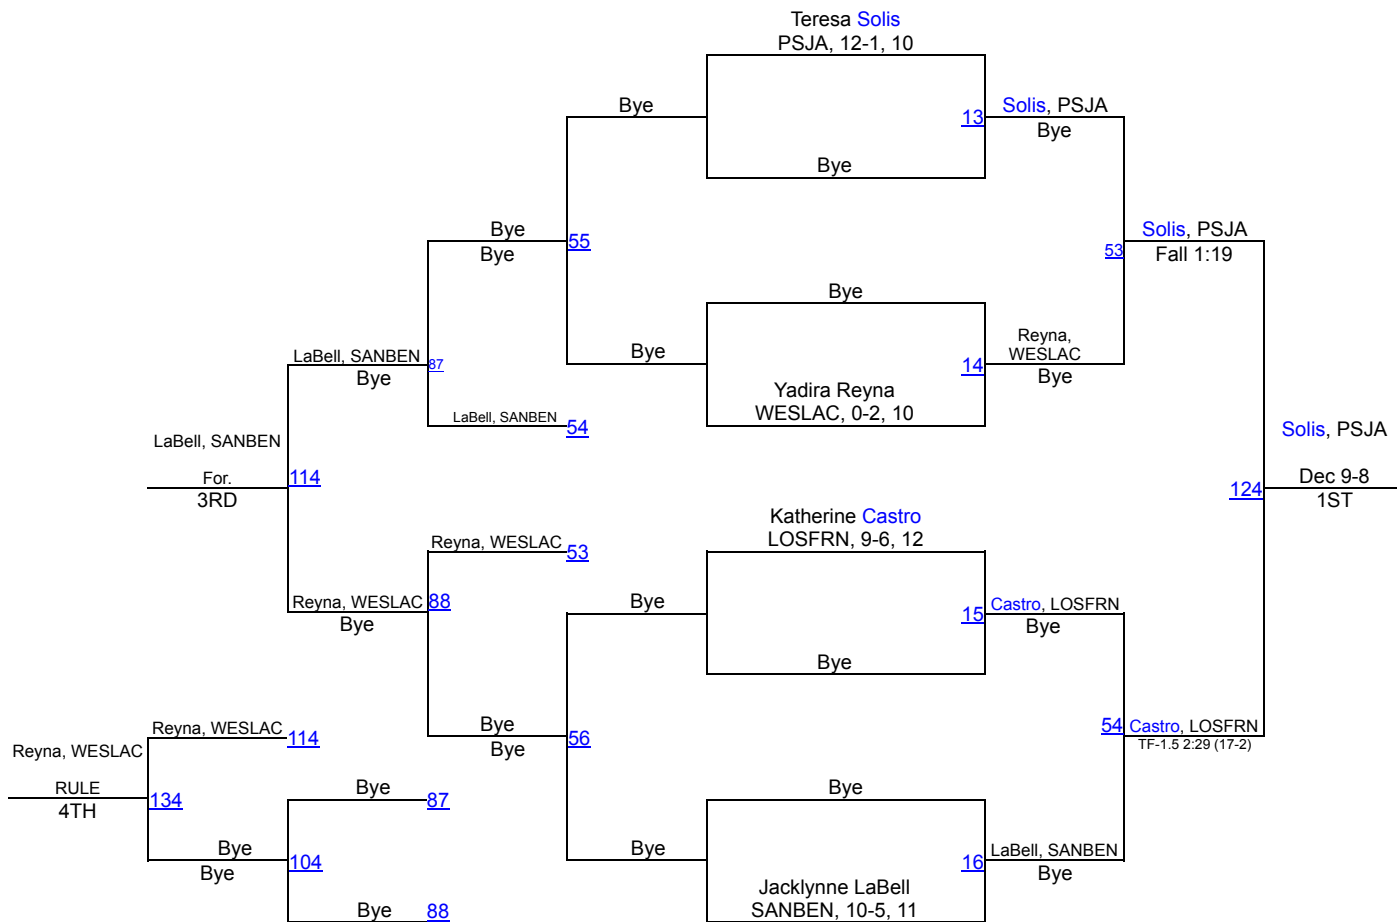 Teresa Solis
PSJA, 12-1, 10
Bye
13
Solis, PSJA
Bye
Bye
Bye
Bye
55
Solis, PSJA
53
Fall 1:19
Bye
LaBell, SANBEN
87
Bye
Bye
14
Reyna,
WESLAC
Bye
Yadira Reyna
WESLAC, 0-2, 10
LaBell, SANBEN
54
LaBell, SANBEN
For.
114
3RD
Solis, PSJA
Dec 9-8
124
1ST
Katherine Castro
LOSFRN, 9-6, 12
Reyna, WESLAC
53
Reyna, WESLAC
88
Bye
Bye
15
Castro, LOSFRN
Bye
Bye
Bye
Bye
56
54
Castro, LOSFRN
TF-1.5 2:29 (17-2)
Reyna, WESLAC
114
Reyna, WESLAC
RULE
134
4TH
Bye
87
Bye
Bye
104
Bye
Bye
88
Bye
16
LaBell, SANBEN
Bye
Jacklynne LaBell
SANBEN, 10-5, 11